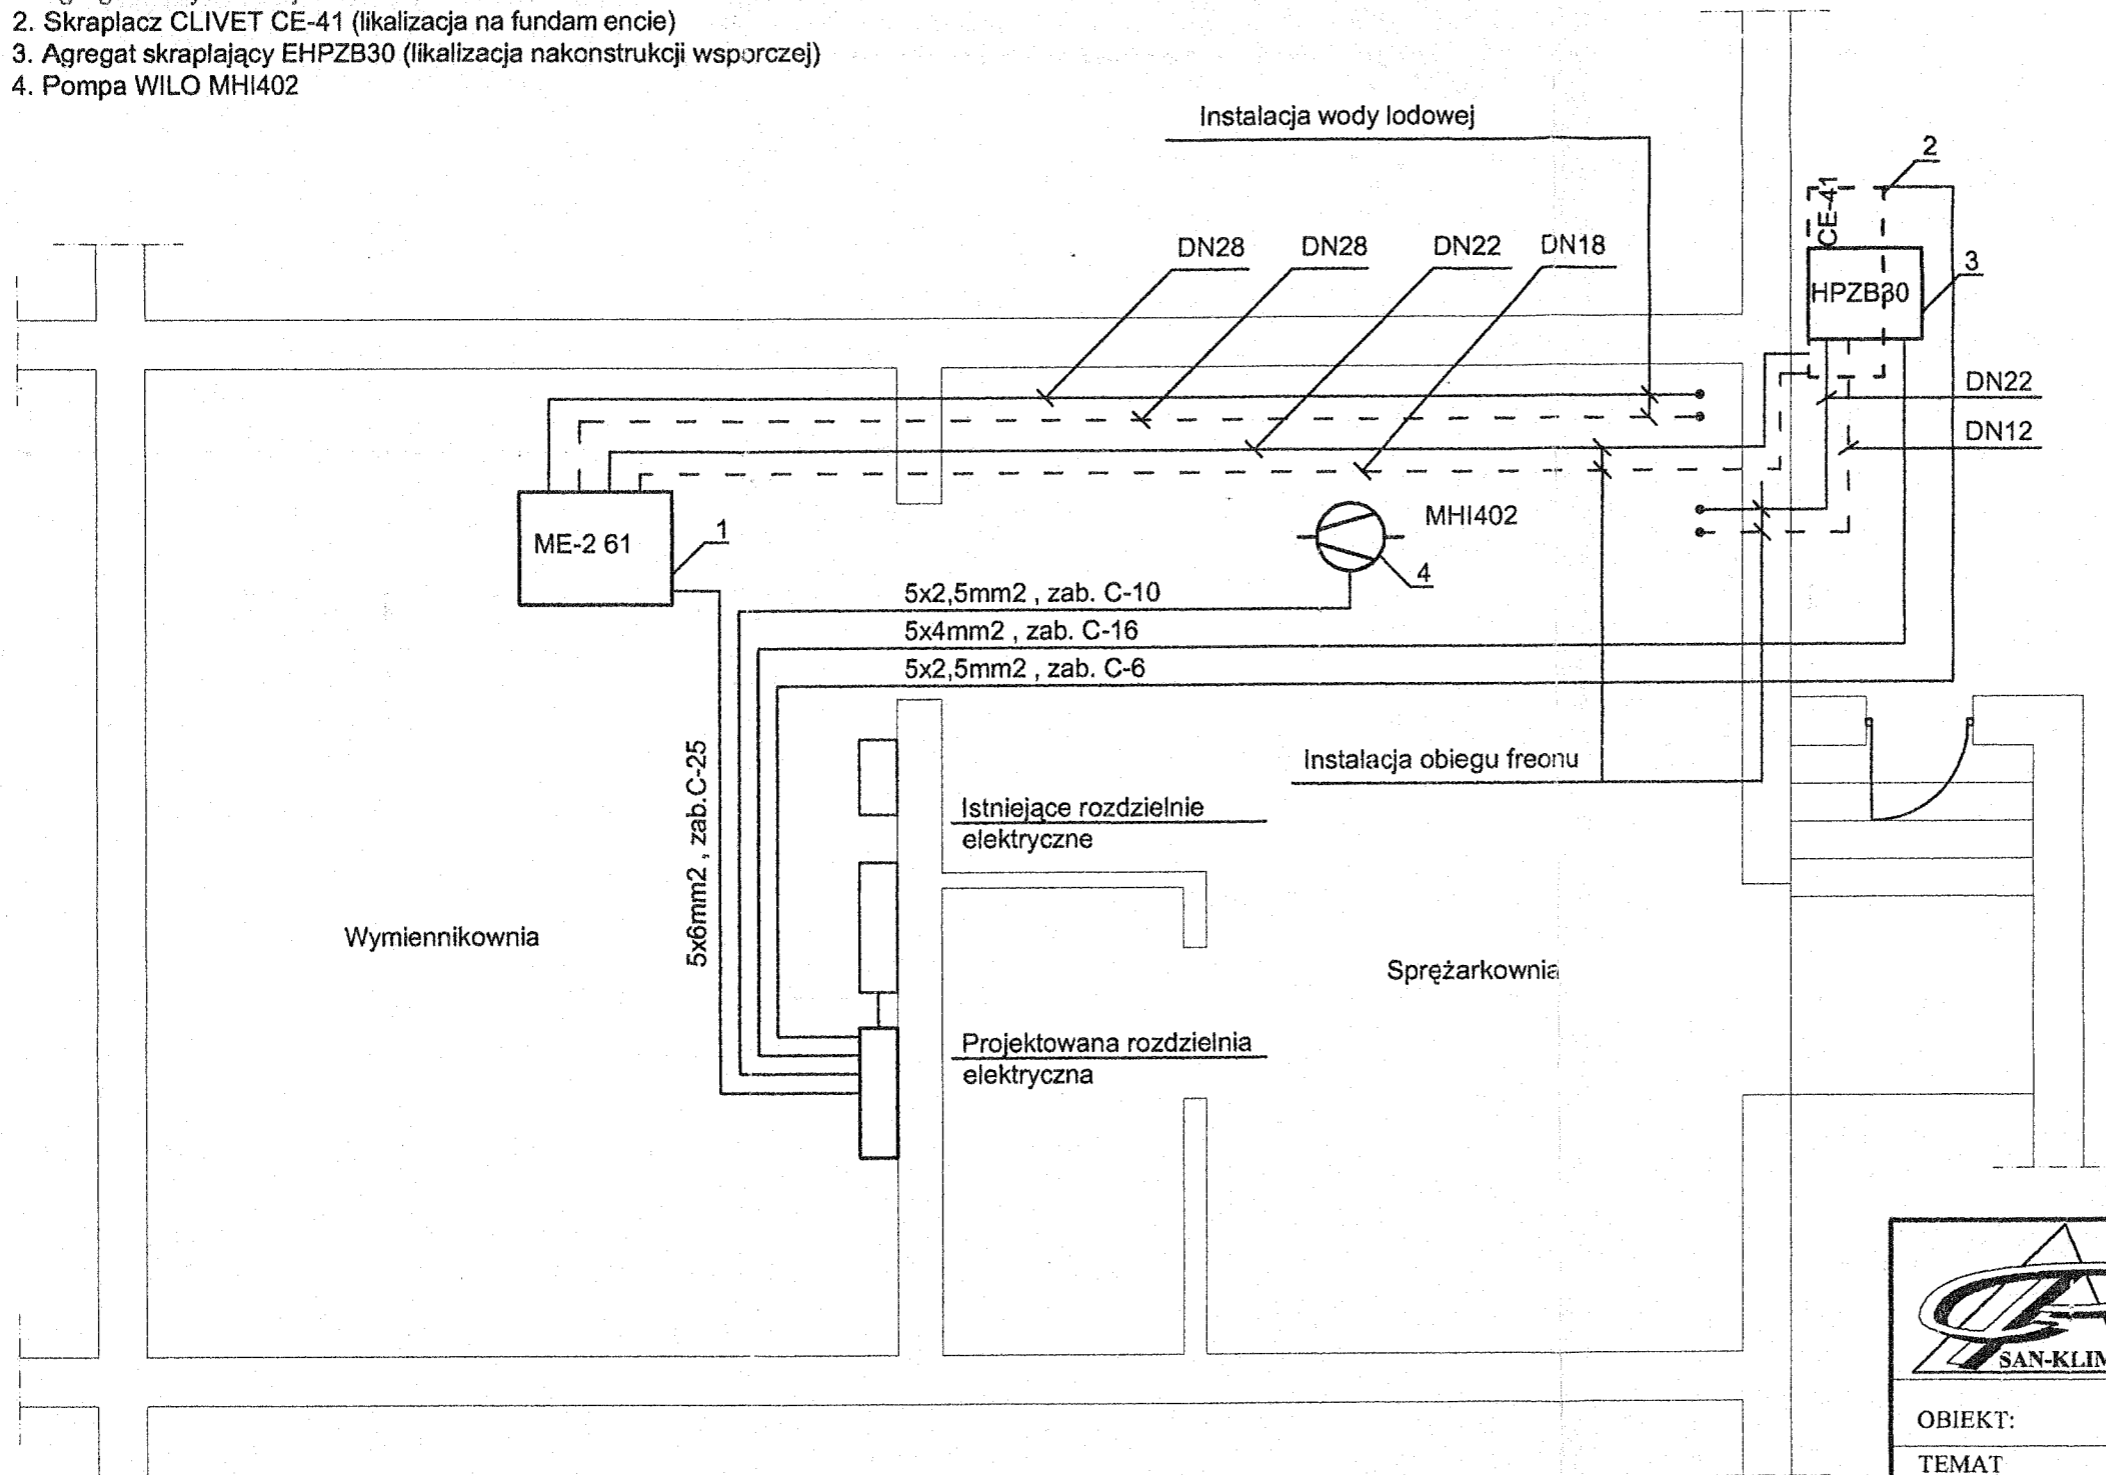 2. Skraplacz CLIVET CE-41 (likalizacja na fundam encie)
3. Agregat skraplający EHPZB30 (likalizacja nakonstrukcji wsporczej)
4. Pompa WILO MHI402
Instalacja wody lodowej
2
CE-41
DN28
DN28
DN22
DN18
3
HPZB30
DN22
DN12
MHI402
ME-2 61
1
4
5x2,5mm2 , zab. C-10
5x4mm2 , zab. C-16
5x2,5mm2 , zab. C-6
5x6mm2 , zab.C-25
Instalacja obiegu freonu
Istniejące rozdzielnie
elektryczne
Wymiennikownia
Sprężarkownia
Projektowana rozdzielnia
elektryczna
SAN-KLIM
OBIEKT:
TEMAT